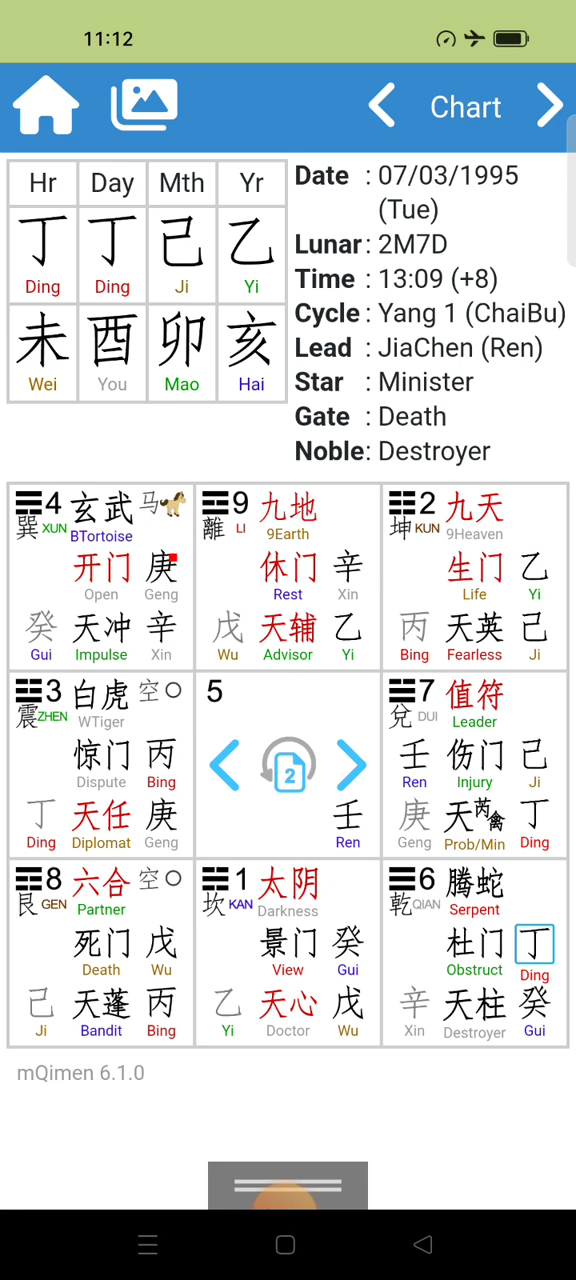 11:12
Chart
Hr Day Mth Yr
丁 丁 己 乙
Ding Ding Ji Yi
未 酉 卯 亥
Wei You Mao Hai
Date : 07/03/1995
(Tue)
Lunar : 2M7D
Time : 13:09 (+8)
Cycle : Yang 1 (ChaiBu)
Lead : JiaChen (Ren)
Star : Minister
Gate : Death
Noble : Destroyer
4 玄武 马
巽 XUN BTortoise
开门 庚
Open Geng
癸 天冲 辛
Gui Impulse Xin
9 九地
離 LI 9Earth
休门 辛
Rest Xin
戊 天辅 乙
Wu Advisor Yi
2 九天
坤 KUN 9Heaven
生门 乙
Life Yi
丙 天英 己
Bing Fearless Ji
3 白虎 空
震 ZHEN WTiger
惊门 丙
Dispute Bing
丁 天任 庚
Ding Diplomat Geng
5
2
壬
Ren
7 值符
兌 DUI Leader
壬 伤门 己
Ren Injury Ji
庚 天芮禽 丁
Geng Prob/Min Ding
8 六合 空
艮 GEN Partner
死门 戊
Death Wu
己 天蓬 丙
Ji Bandit Bing
1 太阴
坎 KAN Darkness
景门 癸
View Gui
乙 天心 戊
Yi Doctor Wu
6 腾蛇
乾 QIAN Serpent
杜门 丁
Obstruct Ding
辛 天柱 癸
Xin Destroyer Gui
mQimen 6.1.0